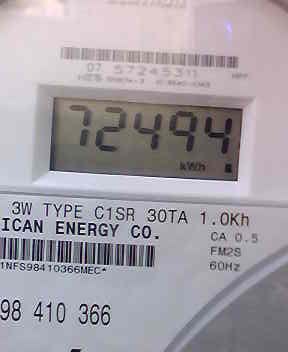 07 57245311
72494
kWh
3W TYPE C1SR 30TA 1.0Kh
ICAN ENERGY CO.
CA 0.5
1NFS98410366MEC*
FM2S
60Hz
98 410 366